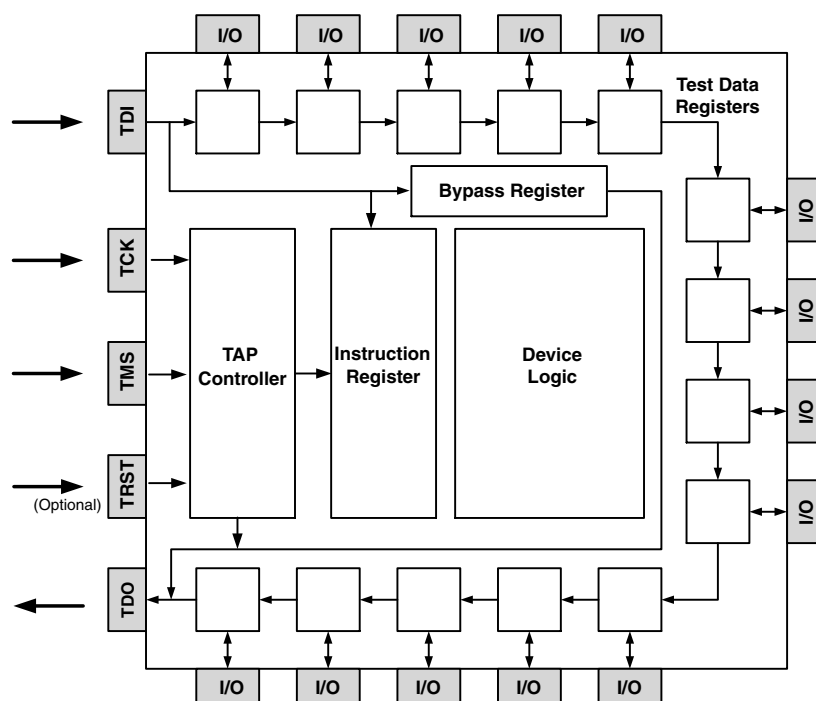 I/O
I/O
I/O
I/O
I/O
TDI
Test Data
Registers
Bypass Register
I/O
TCK
I/O
TMS
TAP
Controller
Instruction
Register
Device
Logic
I/O
TRST
(Optional)
I/O
TDO
I/O
I/O
I/O
I/O
I/O